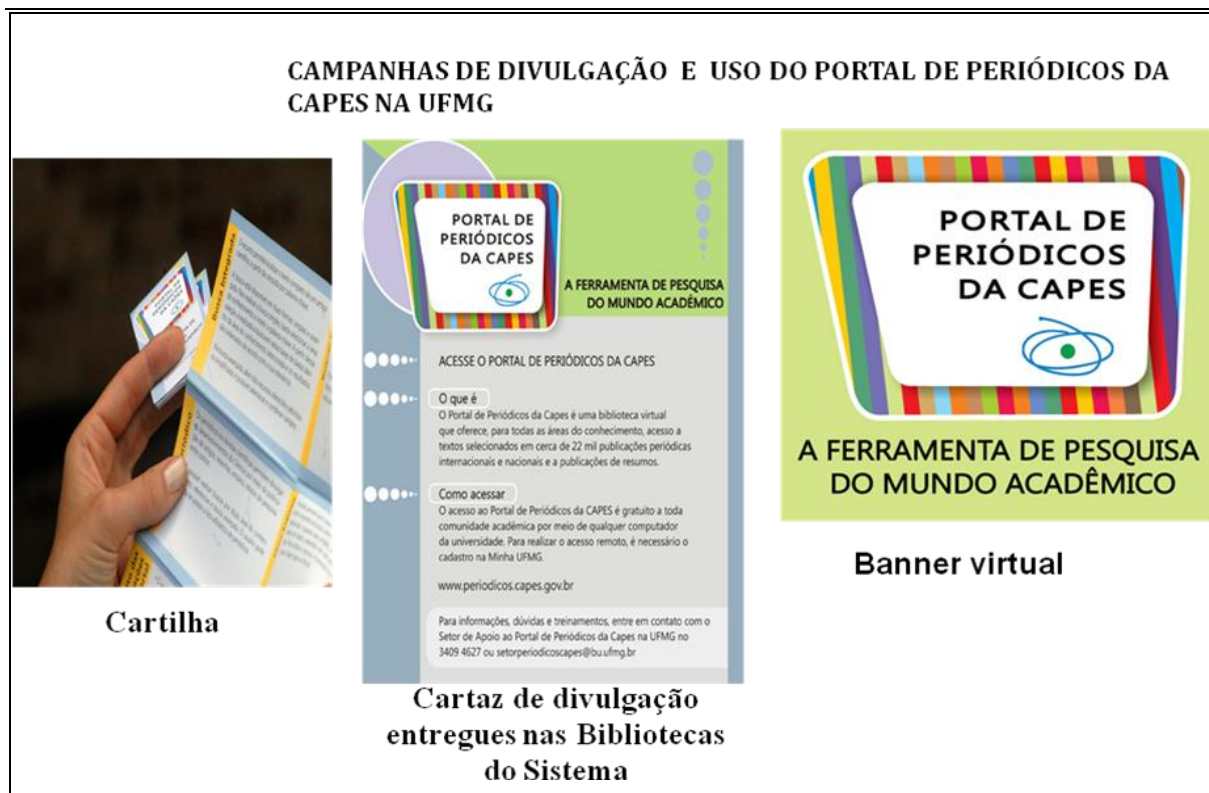 CAMPANHAS DE DIVULGAÇÃO E USO DO PORTAL DE PERIÓDICOS DA
CAPES NA UFMG
PORTAL DE
PERIÓDICOS
DA CAPES
Busca integrada
Cartilha
PORTAL DE
PERIÓDICOS
DA CAPES
A FERRAMENTA DE PESQUISA
DO MUNDO ACADÊMICO
ACESSE O PORTAL DE PERIÓDICOS DA CAPES
O que é
O Portal de Periódicos da Capes é uma biblioteca virtual
que oferece, para todas as áreas do conhecimento, acesso a
textos selecionados em cerca de 22 mil publicações periódicas
internacionais e nacionais e a publicações de resumos.
Como acessar
O acesso ao Portal de Periódicos da CAPES é gratuito a toda
comunidade acadêmica por meio de qualquer computador
da universidade. Para realizar o acesso remoto, é necessário o
cadastro na Minha UFMG.
www.periodicos.capes.gov.br
Para informações, dúvidas e treinamentos, entre em contato com o
Setor de Apoio ao Portal de Periódicos da Capes na UFMG no
3409 4627 ou setorperiodicoscapes@bu.ufmg.br
Cartaz de divulgação
entregues nas Bibliotecas
do Sistema
PORTAL DE
PERIÓDICOS
DA CAPES
A FERRAMENTA DE PESQUISA
DO MUNDO ACADÊMICO
Banner virtual